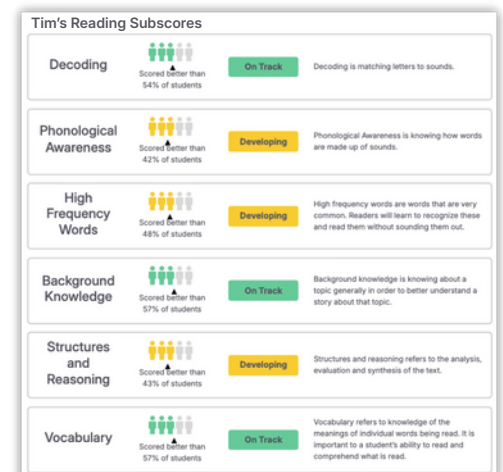 Tim's Reading Subscores
Decoding
Scored better than
54% of students
On Track
Decoding is matching letters to sounds.
Phonological
Awareness
Scored better than
42% of students
Developing
Phonological Awareness is knowing how words
are made up of sounds.
High
Frequency
Words
Scored better than
48% of students
Developing
High frequency words are words that are very
common. Readers will learn to recognize these
and read them without sounding them out.
Background
Knowledge
Scored better than
57% of students
On Track
Background knowledge is knowing about a
topic generally in order to better understand a
story about that topic.
Structures
and
Reasoning
Scored better than
43% of students
Developing
Structures and reasoning refers to the analysis,
evaluation and synthesis of the text.
Vocabulary
Scored better than
57% of students
On Track
Vocabulary refers to knowledge of the
meanings of individual words being read. It is
important to a student's ability to read and
comprehend what is read.